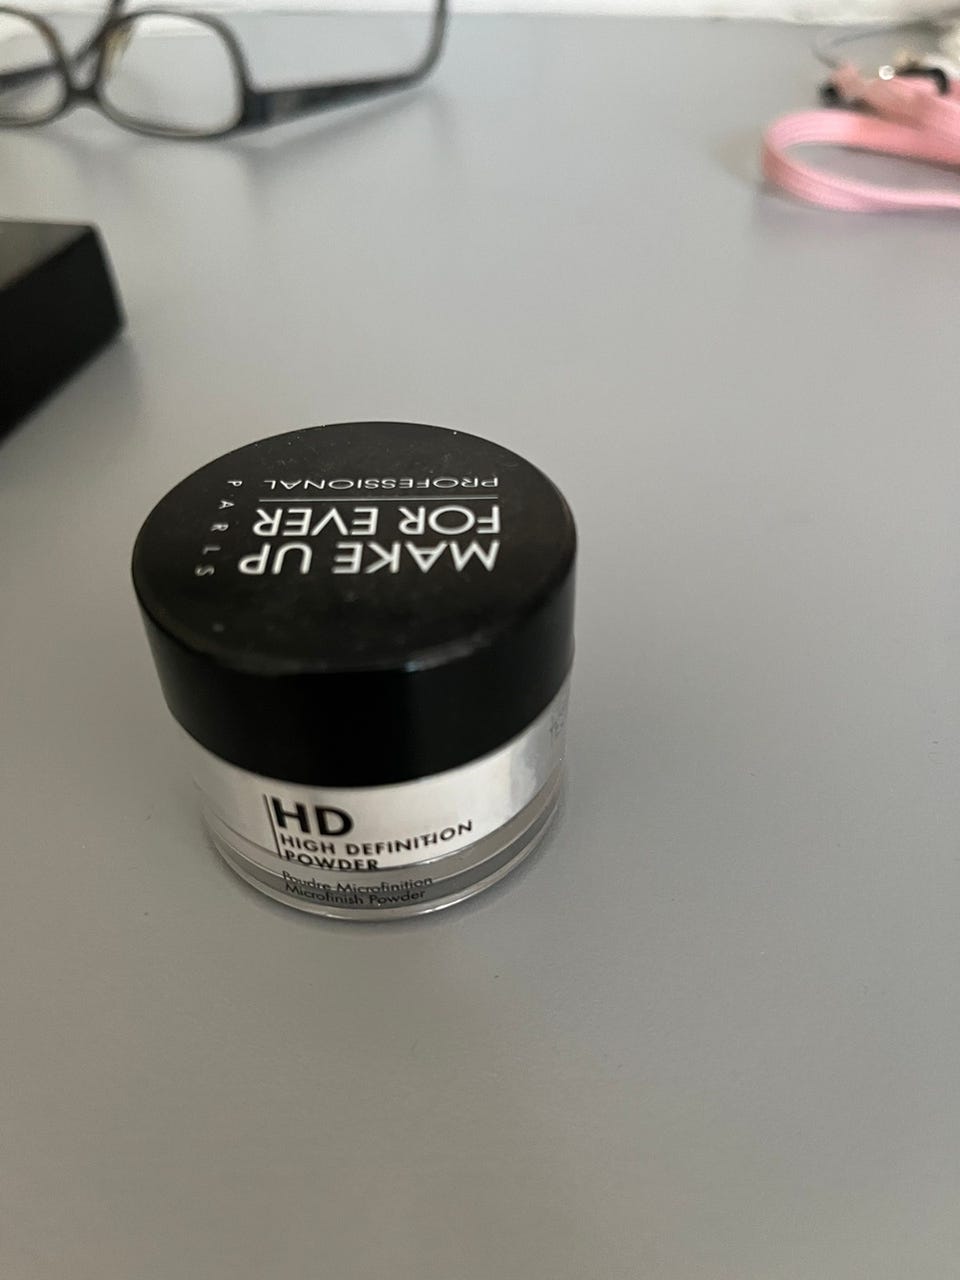 MAKE UP
FOR EVER
PROFESSIONAL
PARIS
HD
HIGH DEFINITION
POWDER
Poudre Microfinition
Microfinish Powder